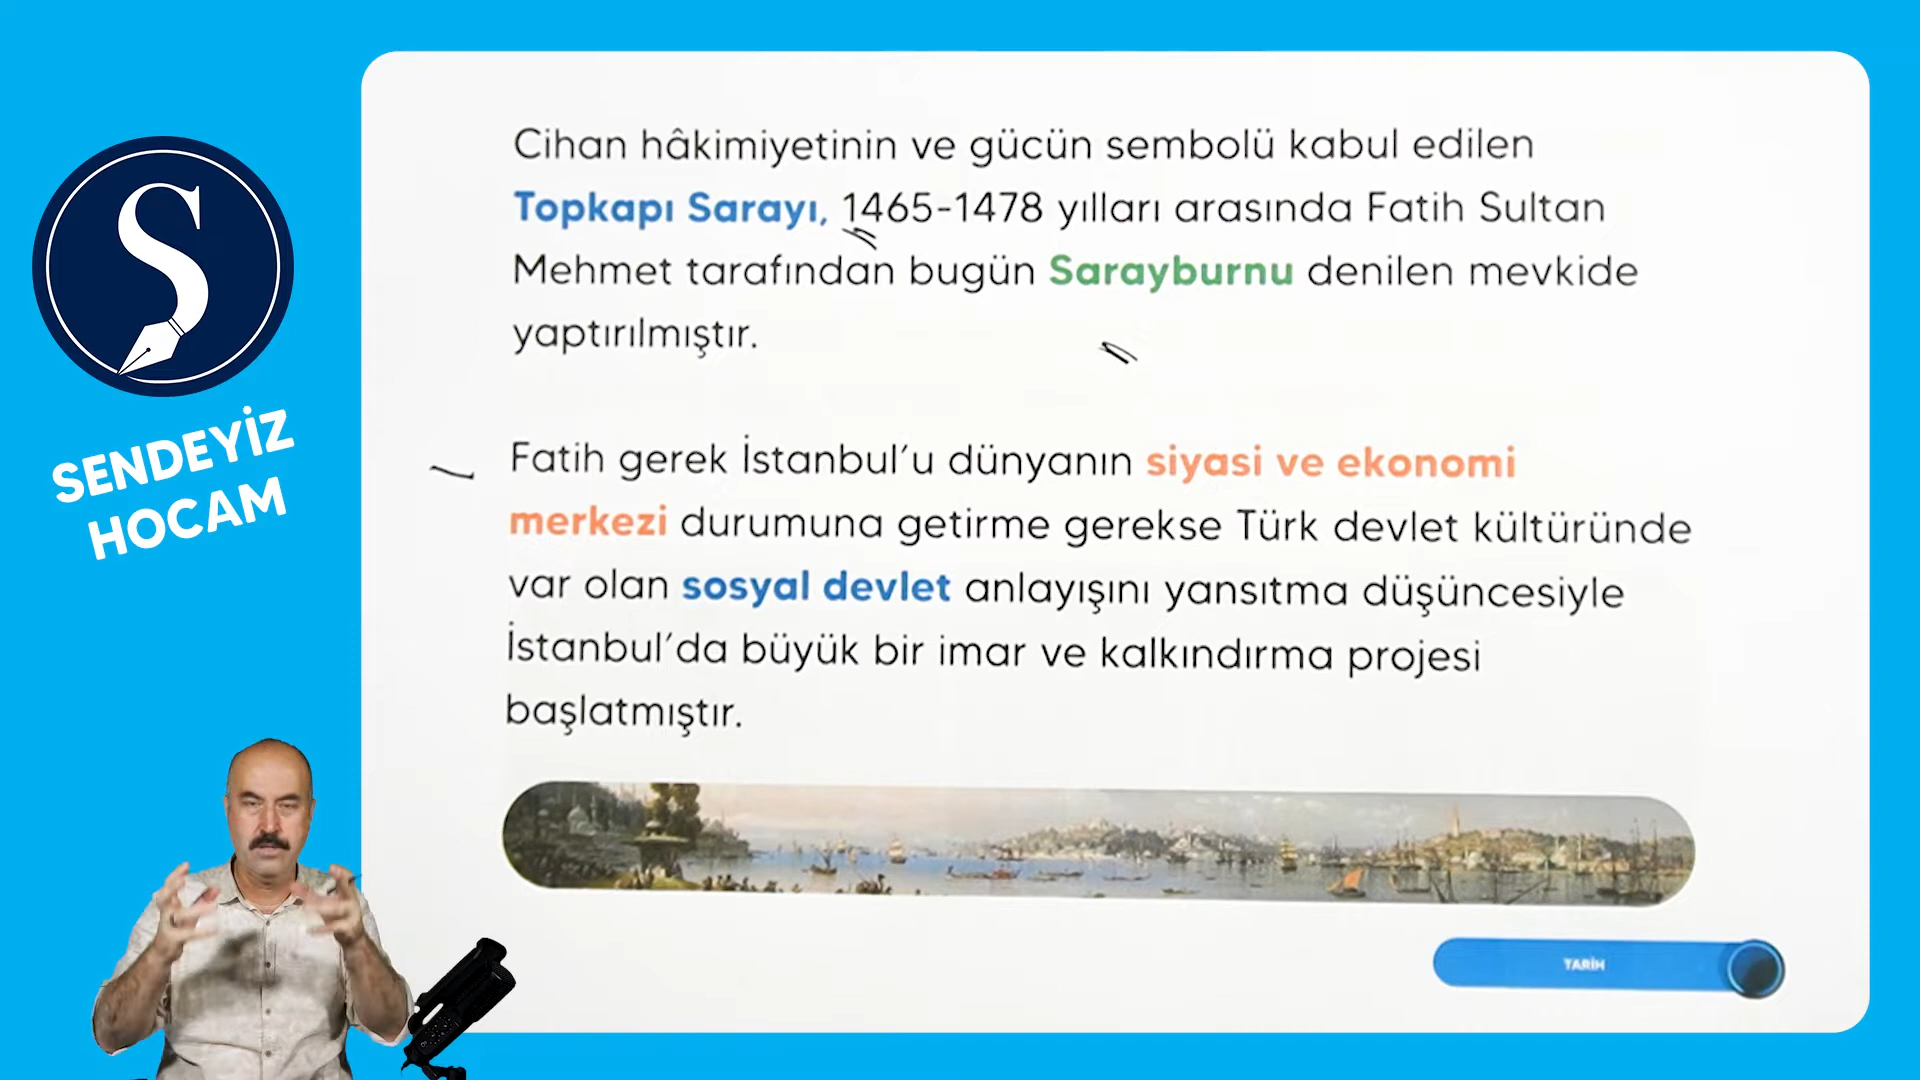 S
SENDEYİZ
HOCAM
Cihan hâkimiyetinin ve gücün sembolü kabul edilen
Topkapı Sarayı, 1465-1478 yılları arasında Fatih Sultan
Mehmet tarafından bugün Sarayburnu denilen mevkide
yaptırılmıştır.
Fatih gerek İstanbul'u dünyanın siyasi ve ekonomi
merkezi durumuna getirme gerekse Türk devlet kültüründe
var olan sosyal devlet anlayışını yansıtma düşüncesiyle
İstanbul'da büyük bir imar ve kalkındırma projesi
başlatmıştır.
TARİH